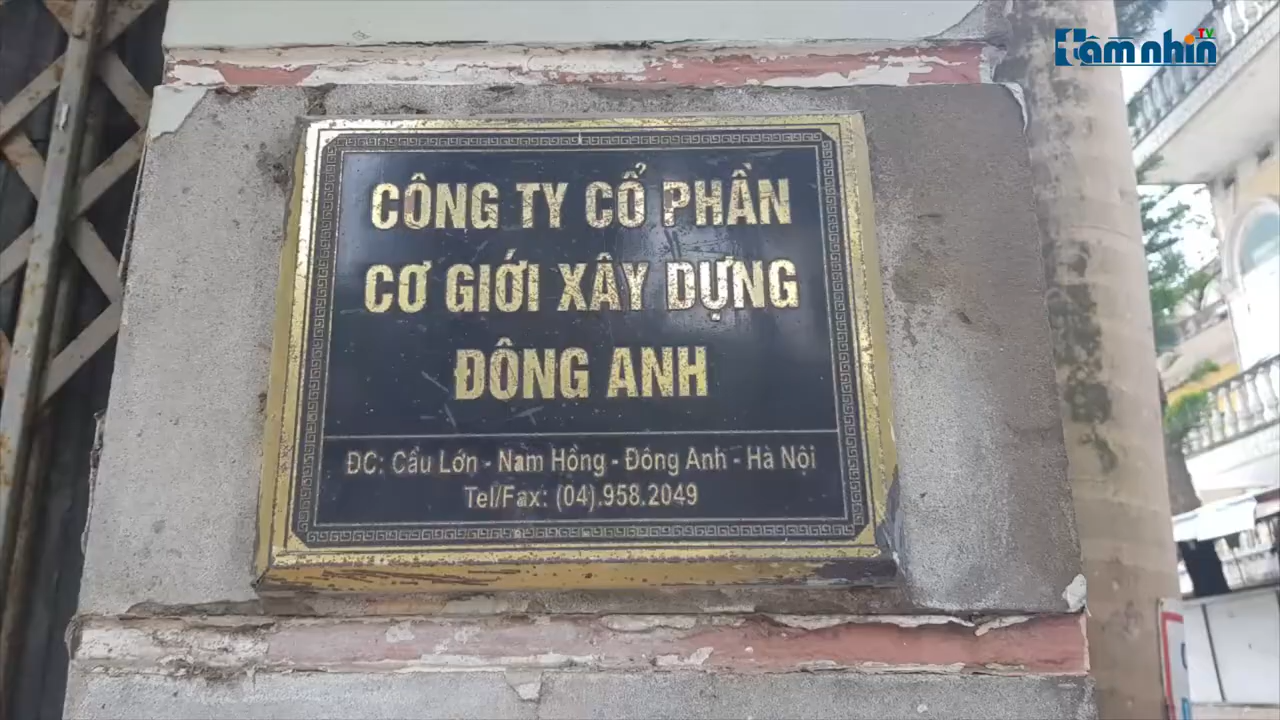 Tầm nhìn TV
CÔNG TY CỔ PHẦN
CƠ GIỚI XÂY DỰNG
ĐÔNG ANH
ĐC: Cầu Lớn - Nam Hồng - Đông Anh - Hà Nội
Tel/Fax: (04).958.2049